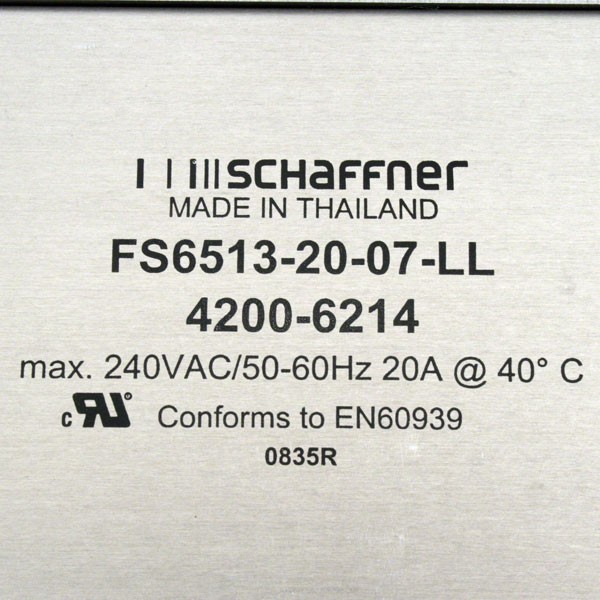 SCHAFFNER
MADE IN THAILAND
FS6513-20-07-LL
4200-6214
max. 240VAC/50-60Hz 20A @ 40° C
c RU Conforms to EN60939
0835R